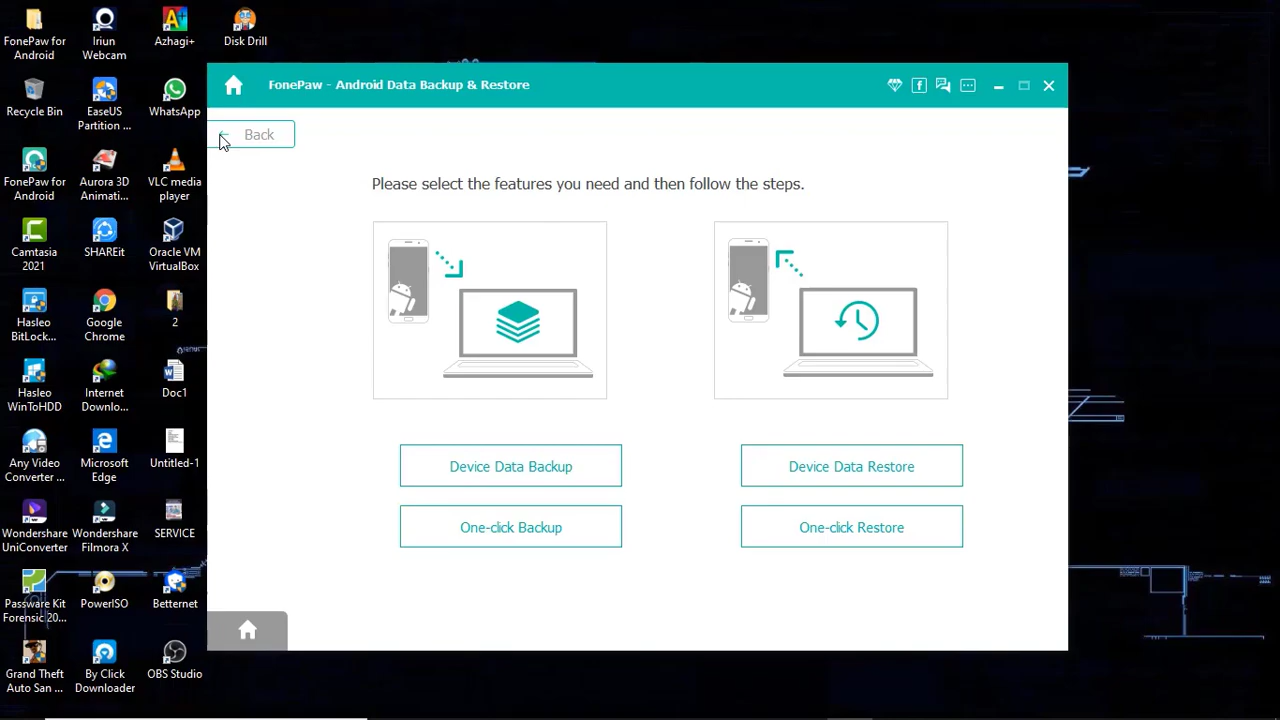 FonePaw for
Android
Iriun
Webcam
Azhagi+
Disk Drill
Recycle Bin
EaseUS
Partition ...
WhatsApp
FonePaw for
Android
Aurora 3D
Animati...
VLC media
player
Camtasia
2021
SHAREit
Oracle VM
VirtualBox
Hasleo
BitLock...
Google
Chrome
2
Hasleo
WinToHDD
Internet
Downlo...
Doc1
Any Video
Converter ...
Microsoft
Edge
Untitled-1
Wondershare
UniConverter
Wondershare
Filmora X
SERVICE
Passware Kit
Forensic 20...
PowerISO
Betternet
Grand Theft
Auto San ...
By Click
Downloader
OBS Studio
FonePaw - Android Data Backup & Restore
Back
Please select the features you need and then follow the steps.
Device Data Backup
Device Data Restore
One-click Backup
One-click Restore